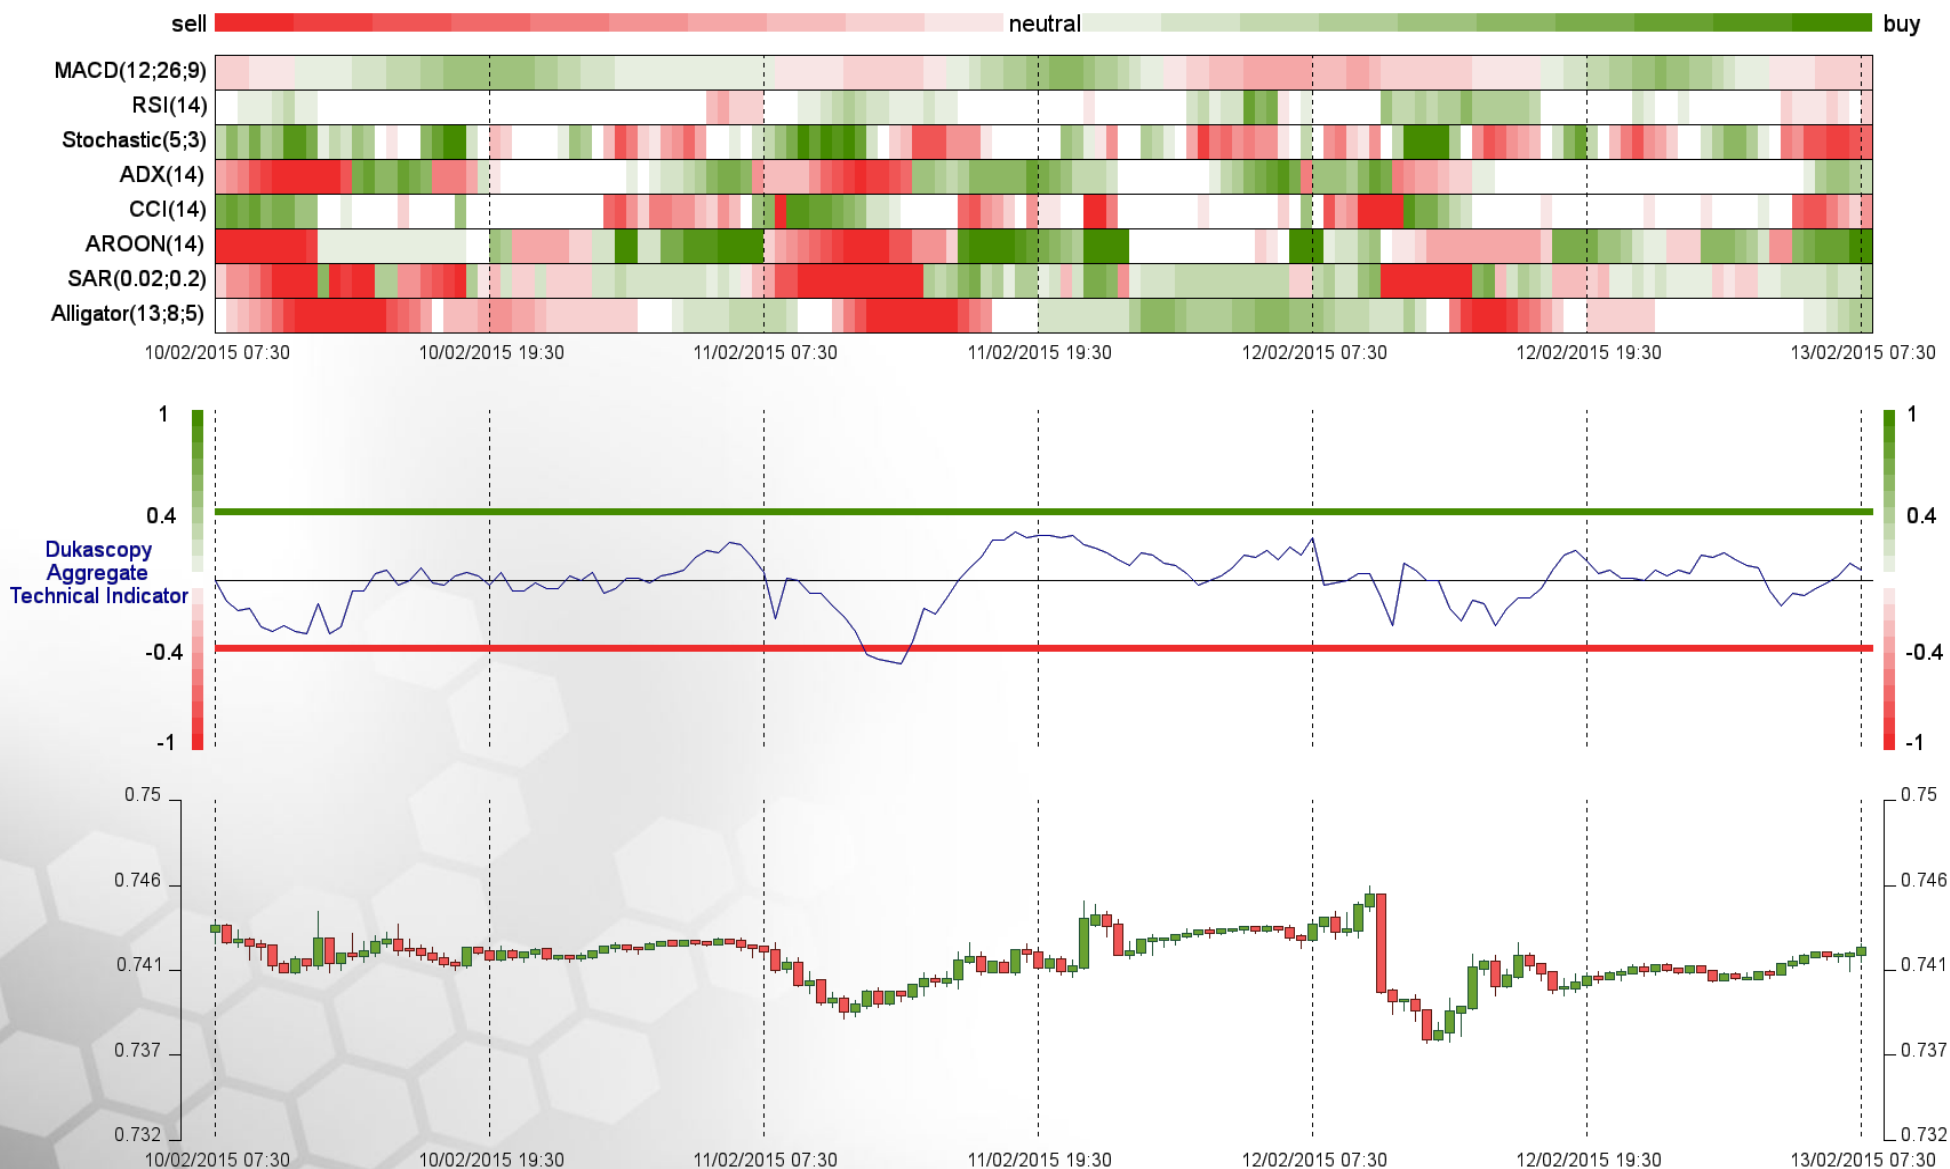 sell neutral buy
MACD(12;26;9)
RSI(14)
Stochastic(5;3)
ADX(14)
CCI(14)
AROON(14)
SAR(0.02;0.2)
Alligator(13;8;5)
10/02/2015 07:30 10/02/2015 19:30 11/02/2015 07:30 11/02/2015 19:30 12/02/2015 07:30 12/02/2015 19:30 13/02/2015 07:30
1 1
0.4 0.4
Dukascopy
Aggregate
Technical Indicator
-0.4 -0.4
-1 -1
0.75 0.75
0.746 0.746
0.741 0.741
0.737 0.737
0.732 0.732
10/02/2015 07:30 10/02/2015 19:30 11/02/2015 07:30 11/02/2015 19:30 12/02/2015 07:30 12/02/2015 19:30 13/02/2015 07:30